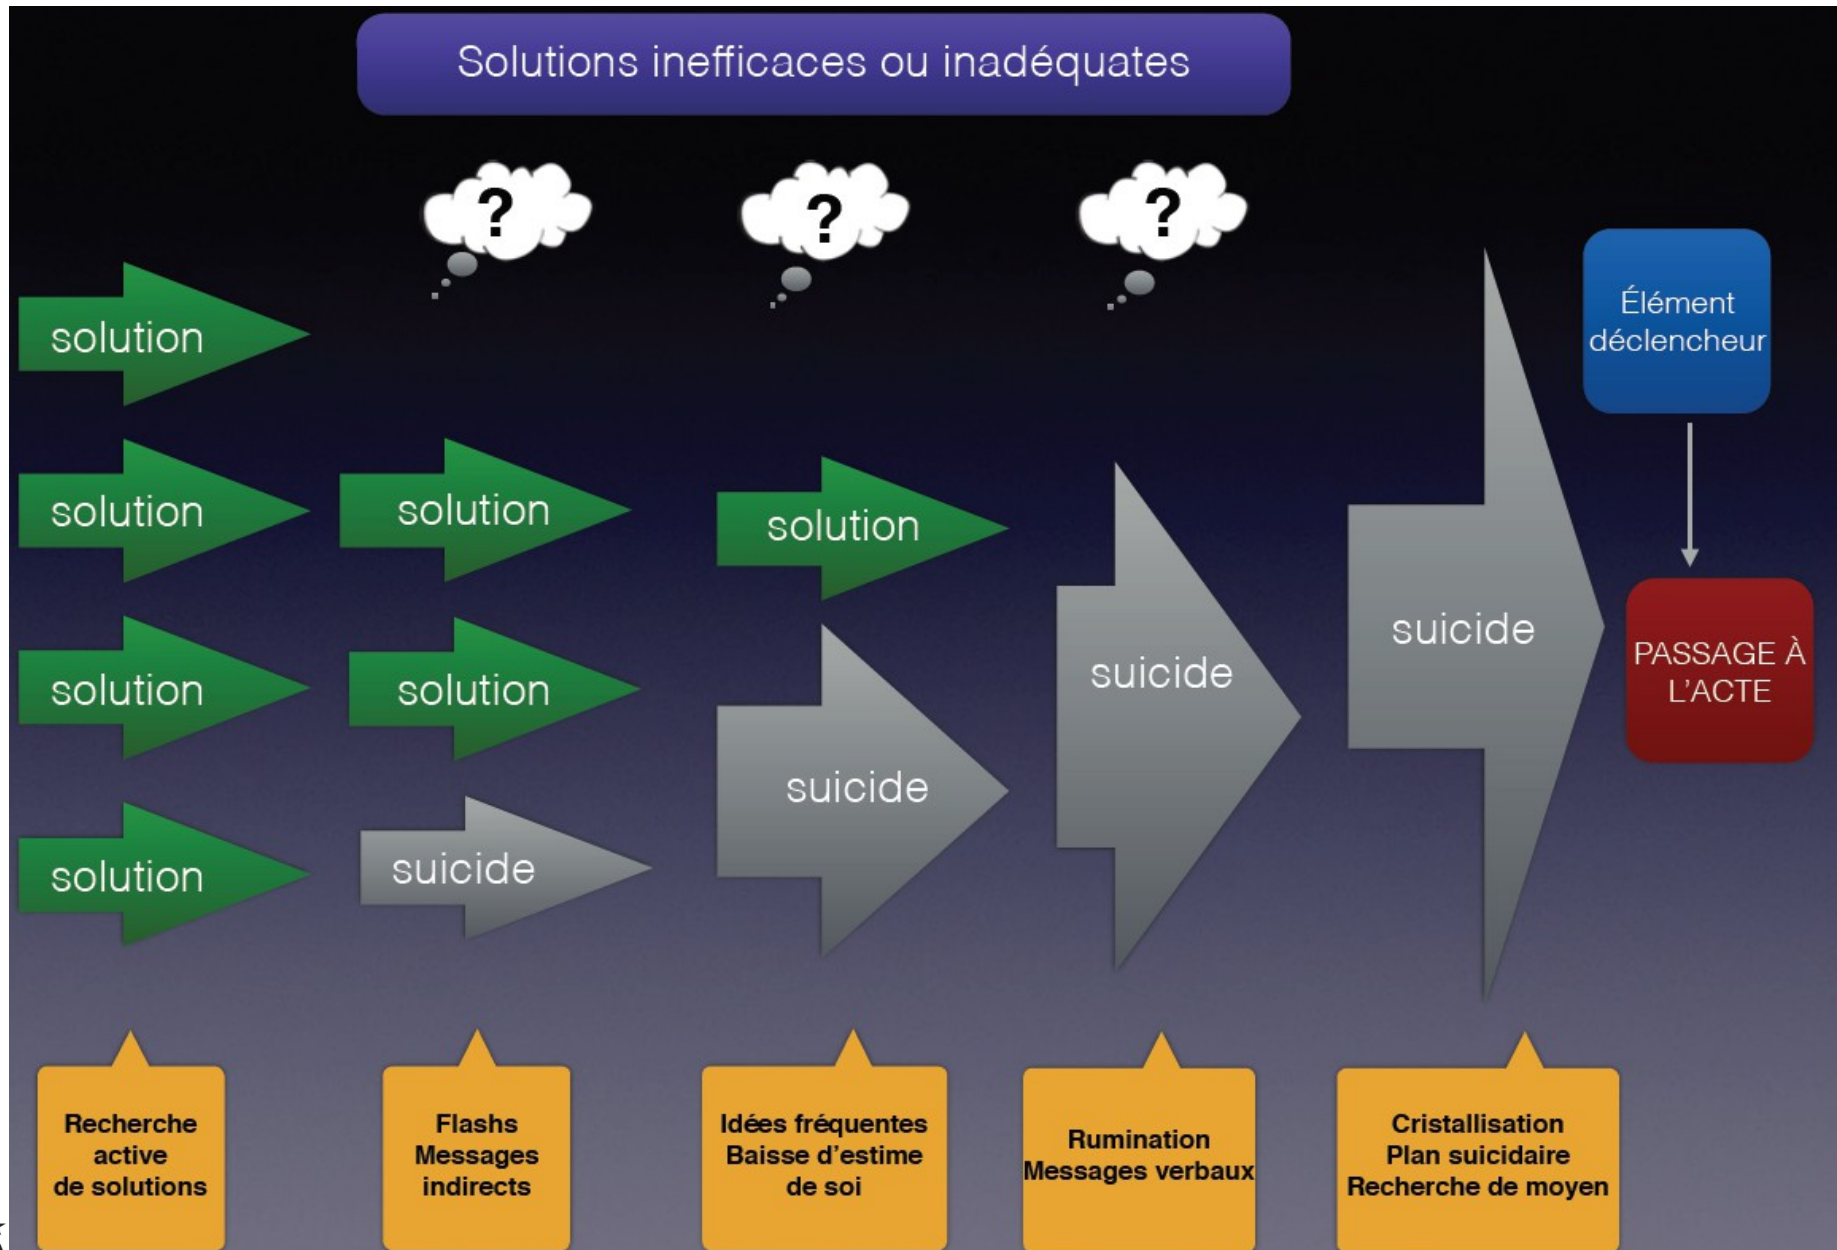 Solutions inefficaces ou inadéquates
?
?
?
solution
solution
solution
solution
solution
solution
suicide
solution
suicide
suicide
suicide
Élément
déclencheur
PASSAGE À
L'ACTE
Recherche
active
de solutions
Flashs
Messages
indirects
Idées fréquentes
Baisse d'estime
de soi
Rumination
Messages verbaux
Cristallisation
Plan suicidaire
Recherche de moyen